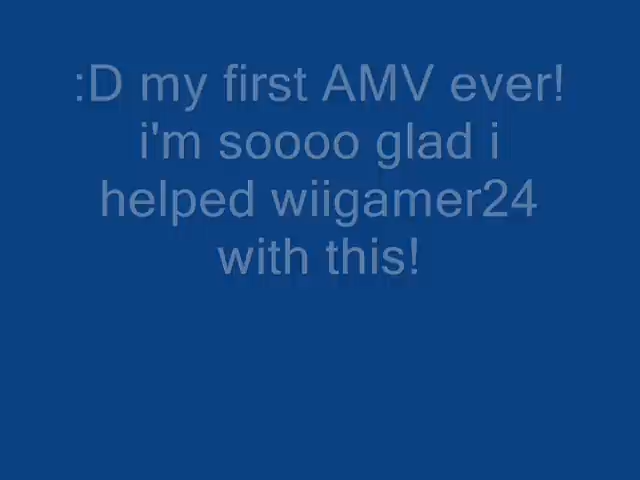 :D my first AMV ever!
i'm soooo glad i
helped wiigamer24
with this!